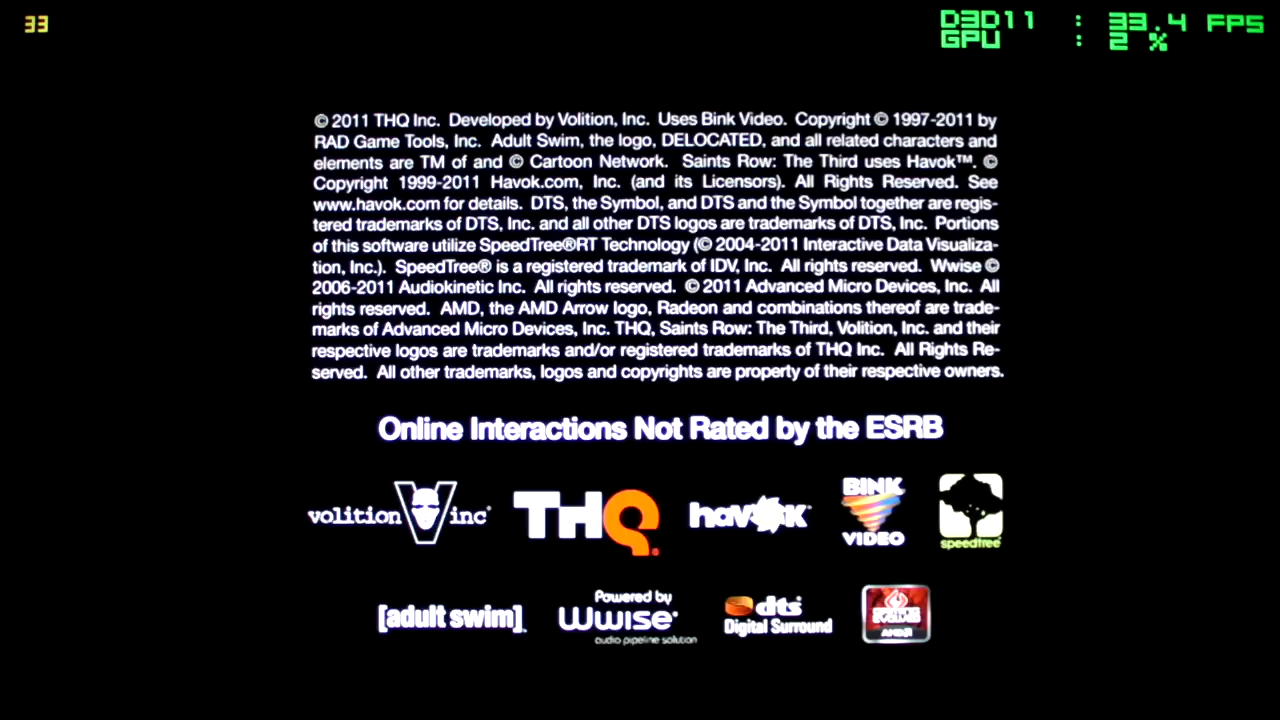 33
D3D11 : 33.4 FPS
GPU : 2 %
© 2011 THQ Inc. Developed by Volition, Inc. Uses Bink Video. Copyright © 1997-2011 by
RAD Game Tools, Inc. Adult Swim, the logo, DELOCATED, and all related characters and
elements are TM of and © Cartoon Network. Saints Row: The Third uses Havok™. ©
Copyright 1999-2011 Havok.com, Inc. (and its Licensors). All Rights Reserved. See
www.havok.com for details. DTS, the Symbol, and DTS and the Symbol together are regis-
tered trademarks of DTS, Inc. and all other DTS logos are trademarks of DTS, Inc. Portions
of this software utilize SpeedTree®RT Technology (© 2004-2011 Interactive Data Visualiza-
tion, Inc.). SpeedTree® is a registered trademark of IDV, Inc. All rights reserved. Wwise ©
2006-2011 Audiokinetic Inc. All rights reserved. © 2011 Advanced Micro Devices, Inc. All
rights reserved. AMD, the AMD Arrow logo, Radeon and combinations thereof are trade-
marks of Advanced Micro Devices, Inc. THQ, Saints Row: The Third, Volition, Inc. and their
respective logos are trademarks and/or registered trademarks of THQ Inc. All Rights Re-
served. All other trademarks, logos and copyrights are property of their respective owners.
Online Interactions Not Rated by the ESRB
volition V inc
THQ
havok
BINK
VIDEO
speedtree
[adult swim]
Powered by
Wwise
audio pipeline solution
dts
Digital Surround
EVOLVED
AMD